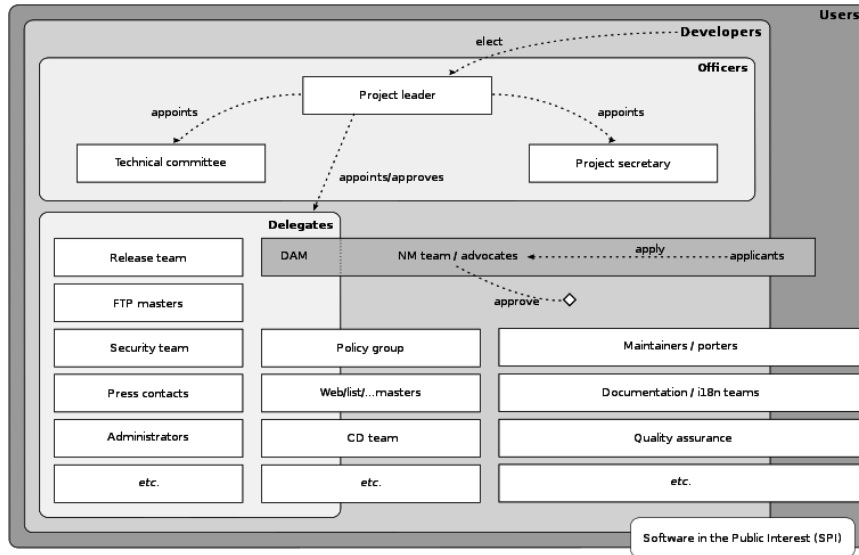 Users
Developers
elect
Officers
Project leader
appoints
appoints
Technical committee
Project secretary
appoints/approves
Delegates
Release team
DAM
NM team / advocates
apply
applicants
FTP masters
approve
Security team
Policy group
Maintainers / porters
Press contacts
Web/list/...masters
Documentation / i18n teams
Administrators
CD team
Quality assurance
etc.
etc.
etc.
Software in the Public Interest (SPI)